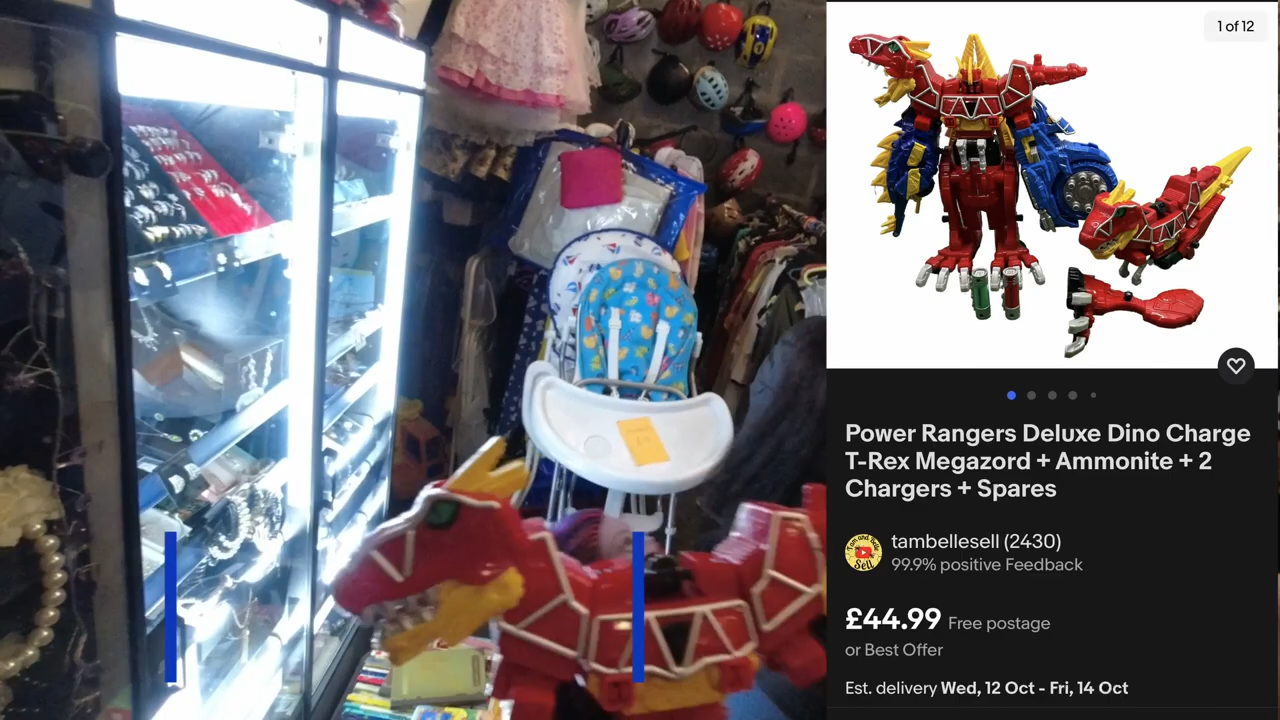 1 of 12
Power Rangers Deluxe Dino Charge
T-Rex Megazord + Ammonite + 2
Chargers + Spares
tambellesell (2430)
99.9% positive Feedback
£44.99 Free postage
or Best Offer
Est. delivery Wed, 12 Oct - Fri, 14 Oct